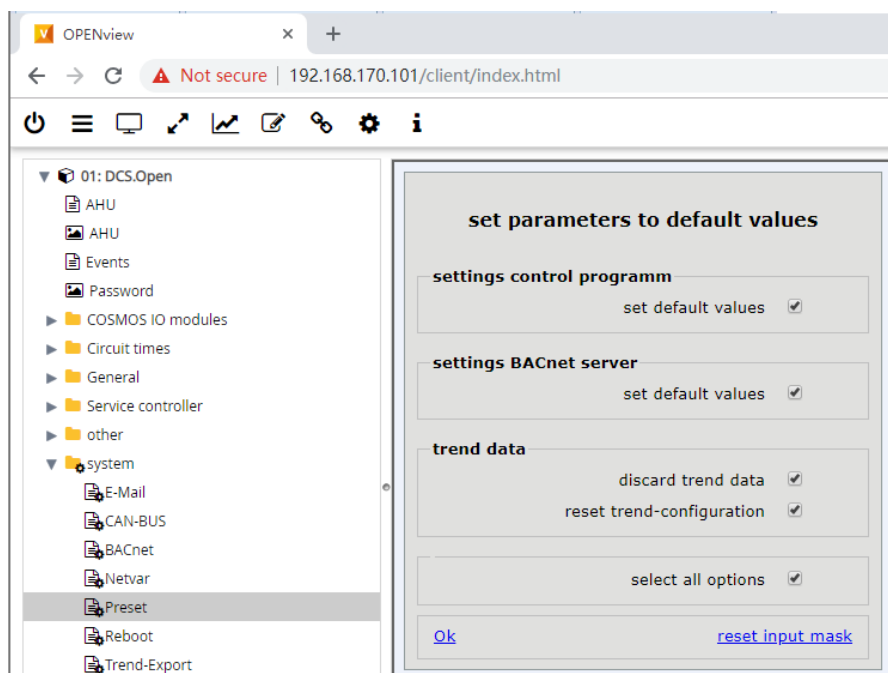 OPENview
Not secure | 192.168.170.101/client/index.html
01: DCS.Open
AHU
AHU
Events
Password
COSMOS IO modules
Circuit times
General
Service controller
other
system
E-Mail
CAN-BUS
BACnet
Netvar
Preset
Reboot
Trend-Export
set parameters to default values
settings control programm
set default values
settings BACnet server
set default values
trend data
discard trend data
reset trend-configuration
select all options
Ok reset input mask